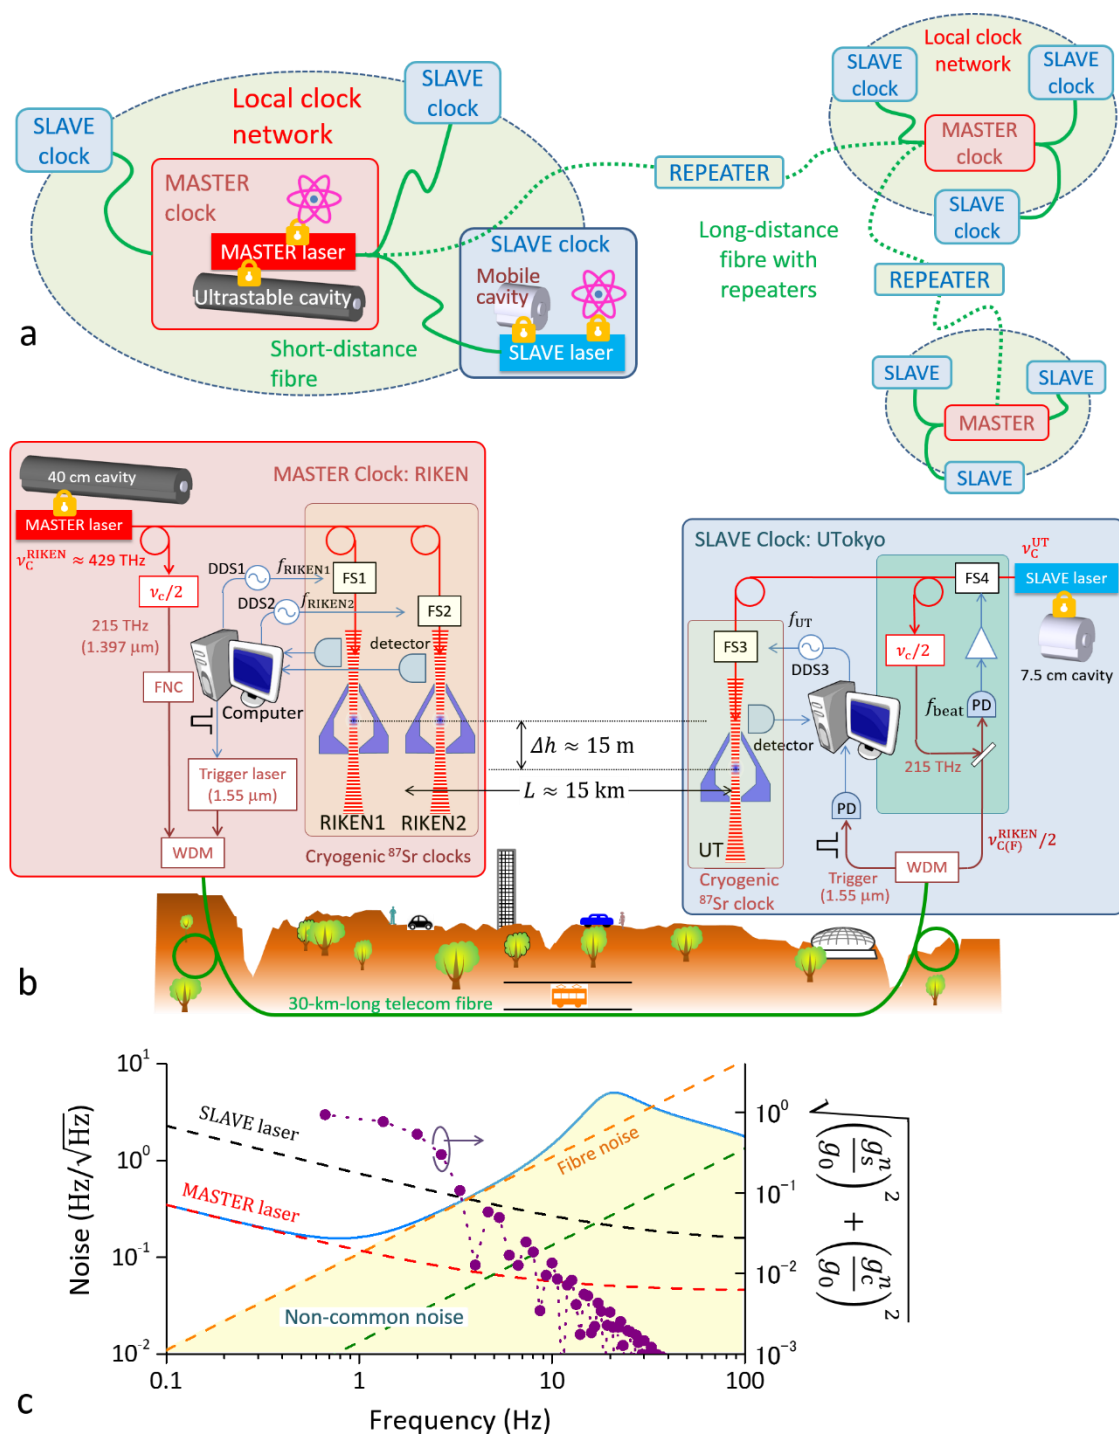 SLAVE
clock
SLAVE
clock
Local clock
network
MASTER
clock
MASTER laser
Ultrastable cavity
Short-distance
fibre
SLAVE clock
Mobile
cavity
SLAVE laser
REPEATER
Long-distance
fibre with
repeaters
Local clock
network
SLAVE
clock
SLAVE
clock
MASTER
clock
SLAVE
clock
REPEATER
SLAVE
SLAVE
MASTER
SLAVE
a
40 cm cavity
MASTER laser
ν_C^RIKEN ≈ 429 THz
MASTER Clock: RIKEN
ν_c/2
215 THz
(1.397 μm)
FNC
DDS1
f_RIKEN1
DDS2
f_RIKEN2
FS1
FS2
detector
Computer
Trigger laser
(1.55 μm)
WDM
RIKEN1
RIKEN2
Cryogenic ⁸⁷Sr clocks
Δh ≈ 15 m
L ≈ 15 km
SLAVE Clock: UTokyo
ν_C^UT
FS4
SLAVE laser
7.5 cm cavity
f_UT
FS3
DDS3
ν_c/2
f_beat
PD
detector
215 THz
PD
UT
Cryogenic
⁸⁷Sr clock
Trigger
(1.55 μm)
WDM
ν_C(F)^RIKEN/2
30-km-long telecom fibre
b
10¹
10⁰
10⁻¹
10⁻²
Noise (Hz/√Hz)
SLAVE laser
MASTER laser
Fibre noise
Non-common noise
10⁰
10⁻¹
10⁻²
10⁻³
√((g_s^n/g_0)² + (g_c^n/g_0)²)
0.1
1
10
100
Frequency (Hz)
c